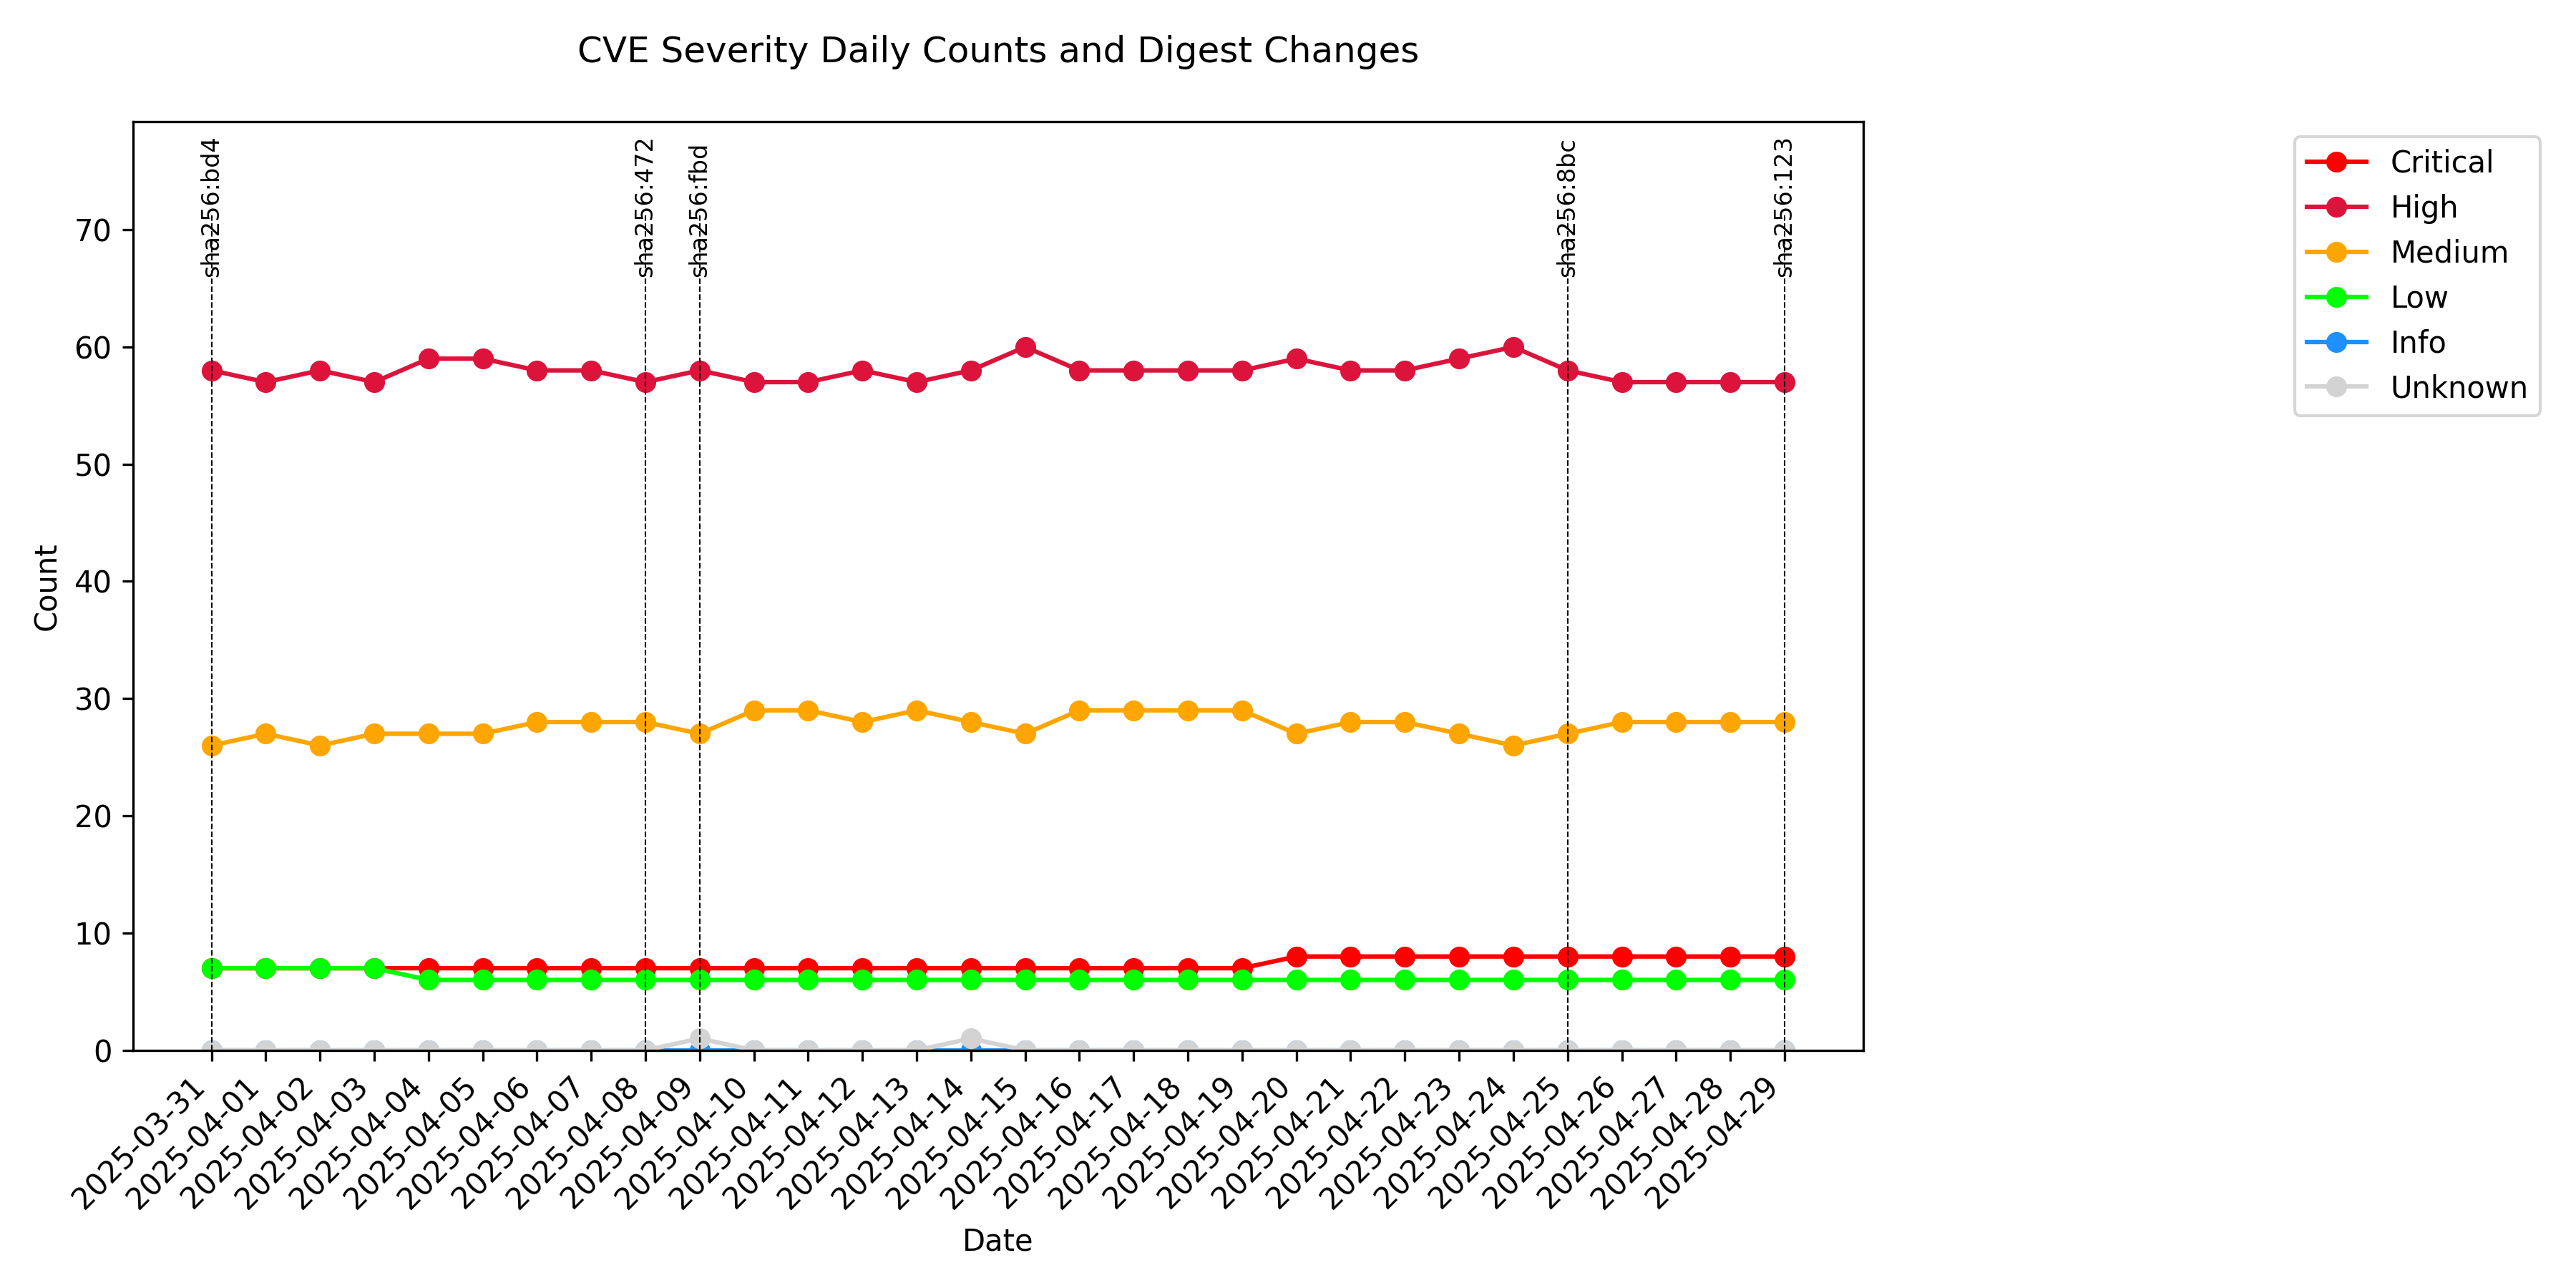 CVE Severity Daily Counts and Digest Changes
sha256:bd4
sha256:472
sha256:fbd
sha256:8bc
sha256:123
Critical
High
Medium
Low
Info
Unknown
Count
70
60
50
40
30
20
10
0
2025-03-31
2025-04-01
2025-04-02
2025-04-03
2025-04-04
2025-04-05
2025-04-06
2025-04-07
2025-04-08
2025-04-09
2025-04-10
2025-04-11
2025-04-12
2025-04-13
2025-04-14
2025-04-15
2025-04-16
2025-04-17
2025-04-18
2025-04-19
2025-04-20
2025-04-21
2025-04-22
2025-04-23
2025-04-24
2025-04-25
2025-04-26
2025-04-27
2025-04-28
2025-04-29
Date